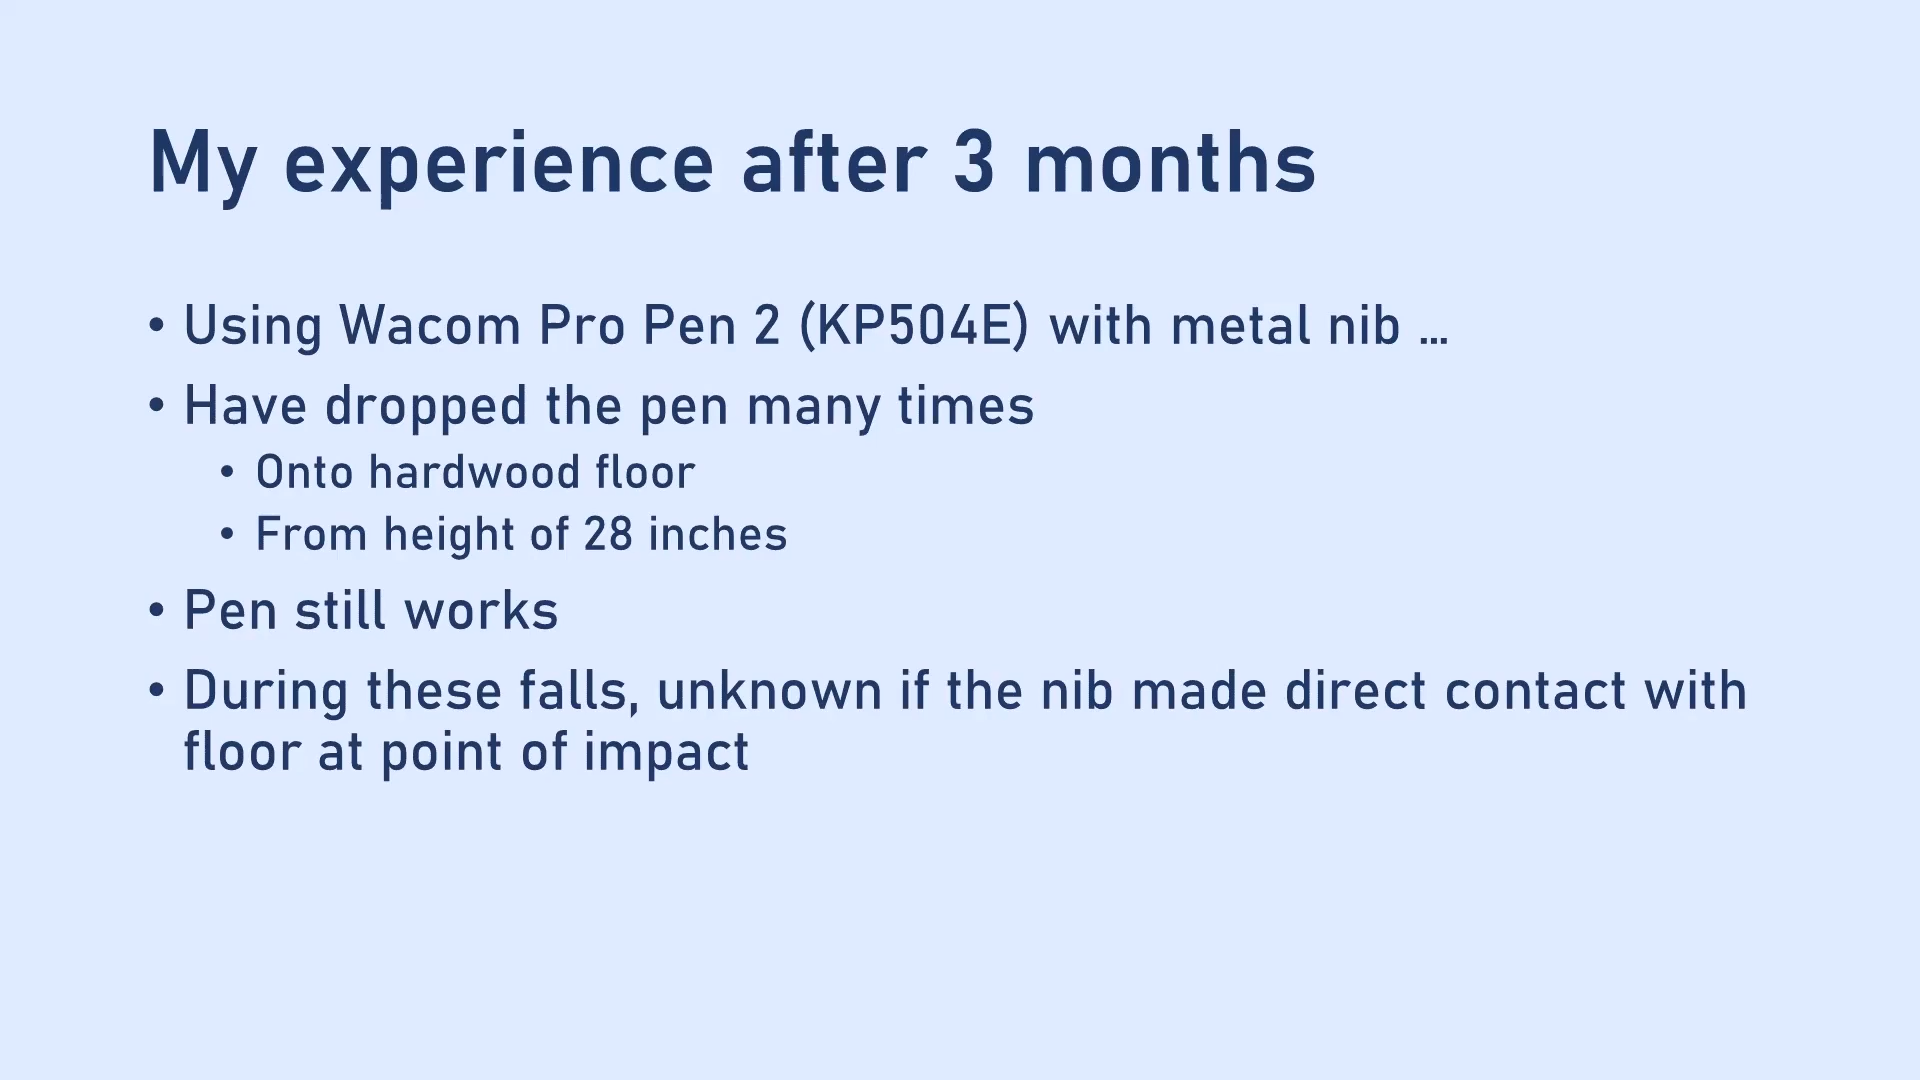 My experience after 3 months
• Using Wacom Pro Pen 2 (KP504E) with metal nib ...
• Have dropped the pen many times
• Onto hardwood floor
• From height of 28 inches
• Pen still works
• During these falls, unknown if the nib made direct contact with
floor at point of impact